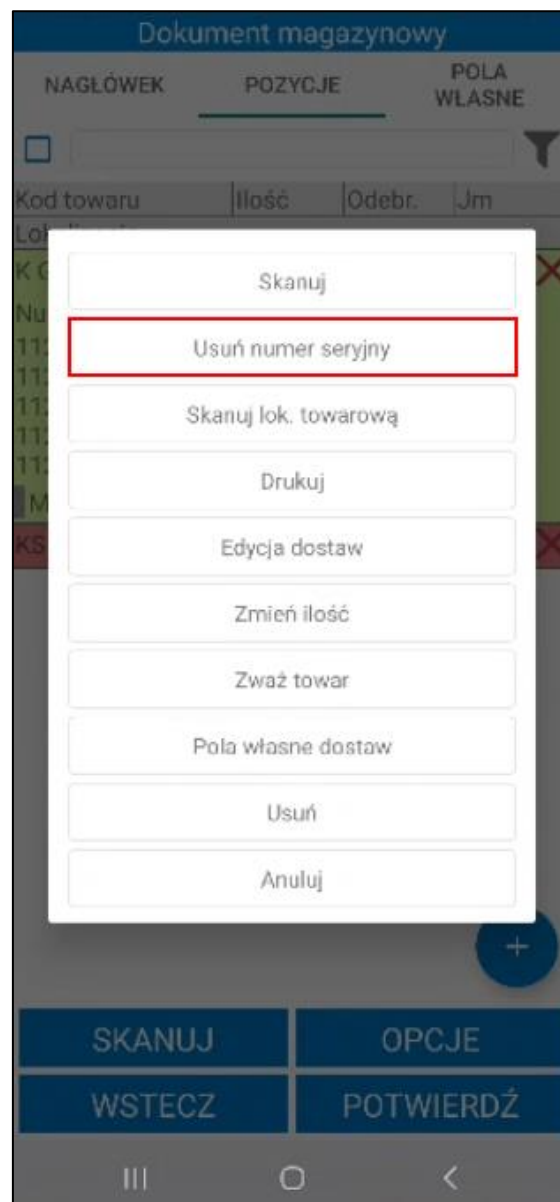 Dokument magazynowy
NAGŁÓWEK POZYCJE POLA WŁASNE
Kod towaru Ilość Odebr. Jm
Skanuj
Usuń numer seryjny
Skanuj lok. towarową
Drukuj
Edycja dostaw
Zmień ilość
Zważ towar
Pola własne dostaw
Usuń
Anuluj
KS
+
SKANUJ OPCJE
WSTECZ POTWIERDŹ